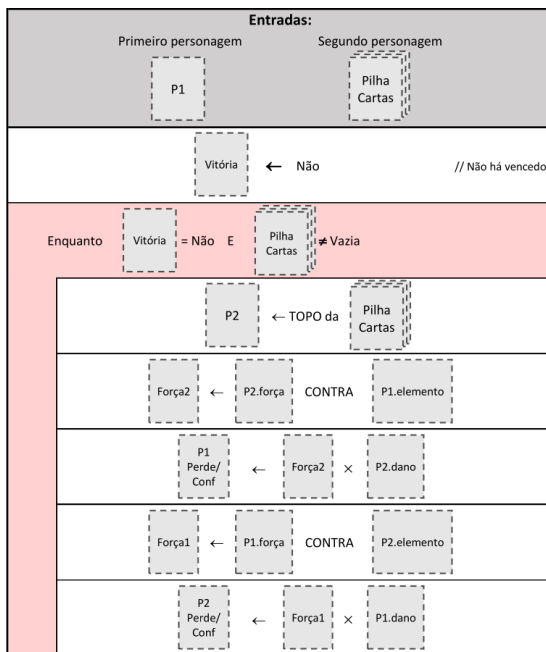 Entradas:
Primeiro personagem Segundo personagem
P1 Pilha Cartas
Vitória ← Não // Não há vencedo
Enquanto Vitória = Não E Pilha Cartas ≠ Vazia
P2 ← TOPO da Pilha Cartas
Força2 ← P2.força CONTRA P1.elemento
P1 Perde/ Conf ← Força2 × P2.dano
Força1 ← P1.força CONTRA P2.elemento
P2 Perde/ Conf ← Força1 × P1.dano